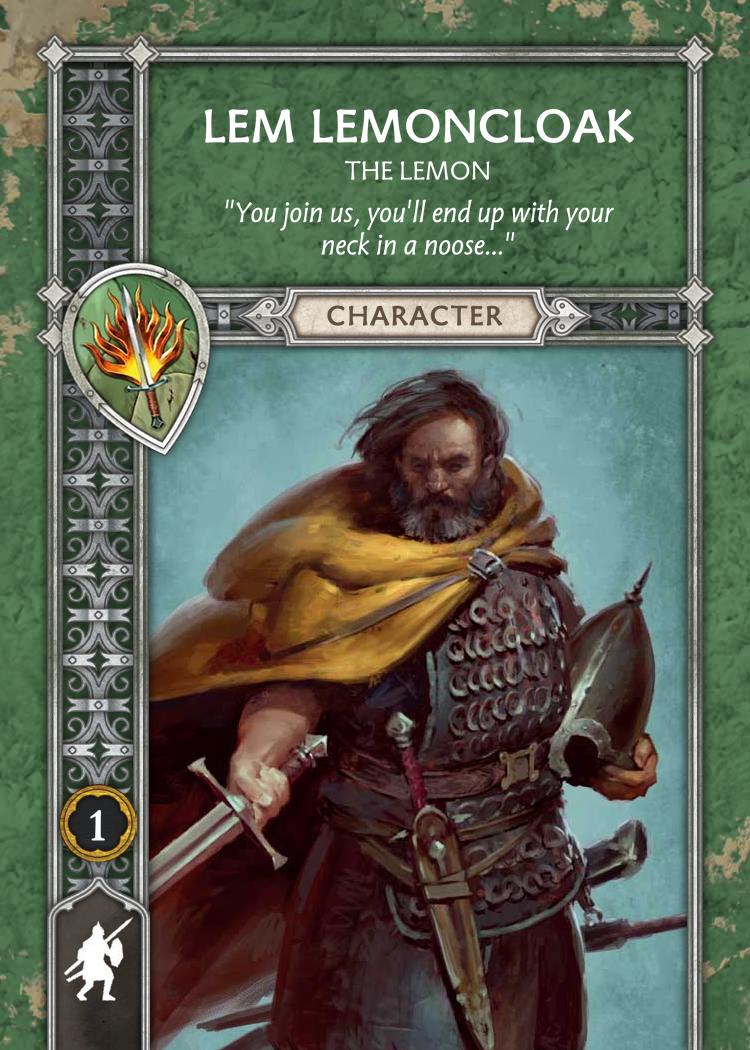 LEM LEMONCLOAK
THE LEMON
"You join us, you'll end up with your
neck in a noose..."
CHARACTER
1